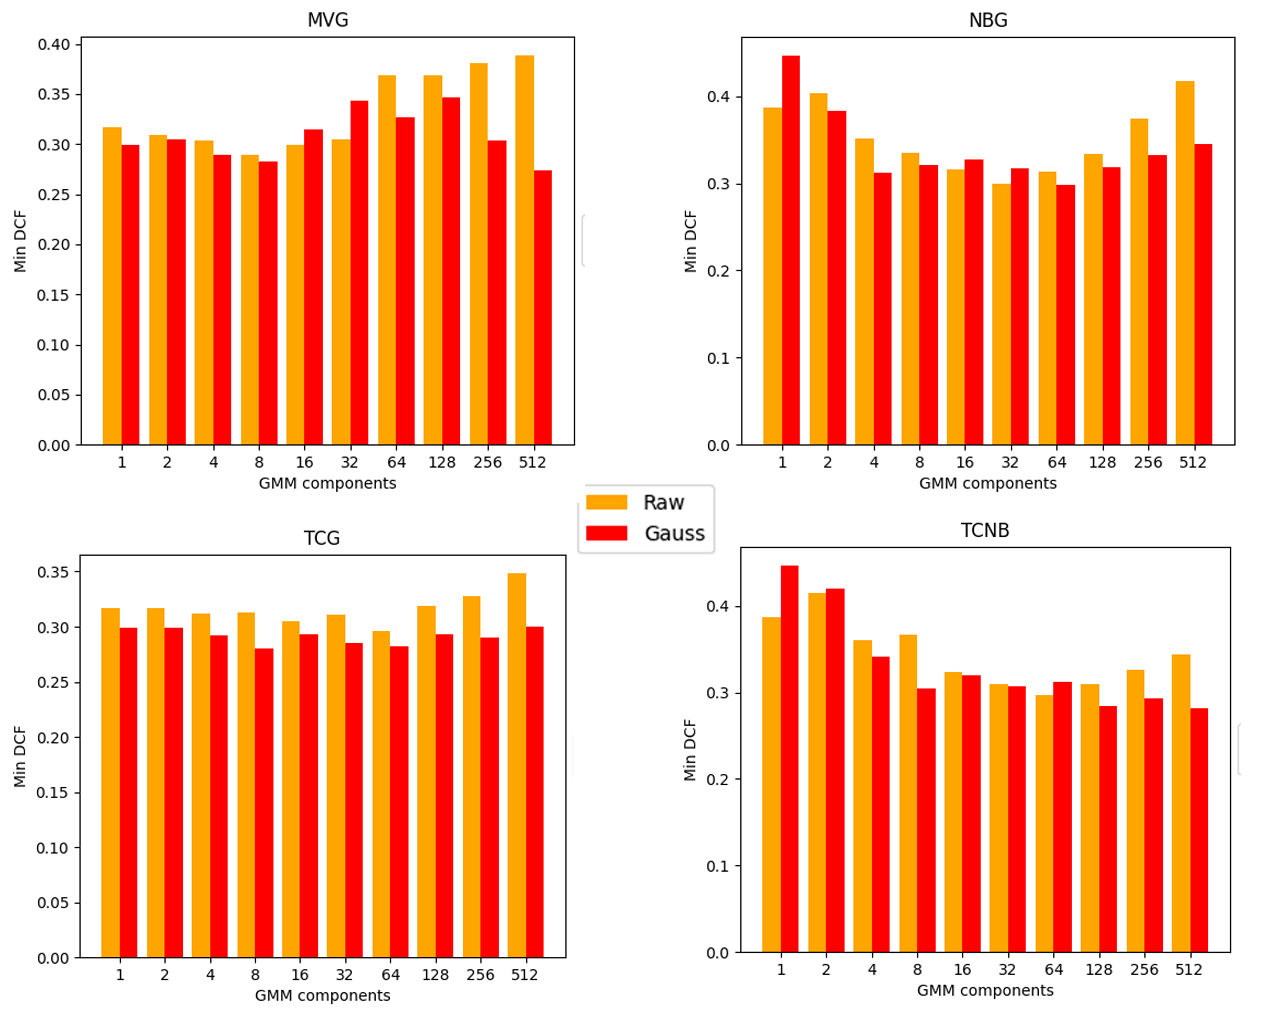 MVG
0.40
0.35
0.30
0.25
0.20
0.15
0.10
0.05
0.00
Min DCF
1 2 4 8 16 32 64 128 256 512
GMM components
NBG
0.4
0.3
0.2
0.1
0.0
Min DCF
1 2 4 8 16 32 64 128 256 512
GMM components
Raw
Gauss
TCG
0.35
0.30
0.25
0.20
0.15
0.10
0.05
0.00
Min DCF
1 2 4 8 16 32 64 128 256 512
GMM components
TCNB
0.4
0.3
0.2
0.1
0.0
Min DCF
1 2 4 8 16 32 64 128 256 512
GMM components